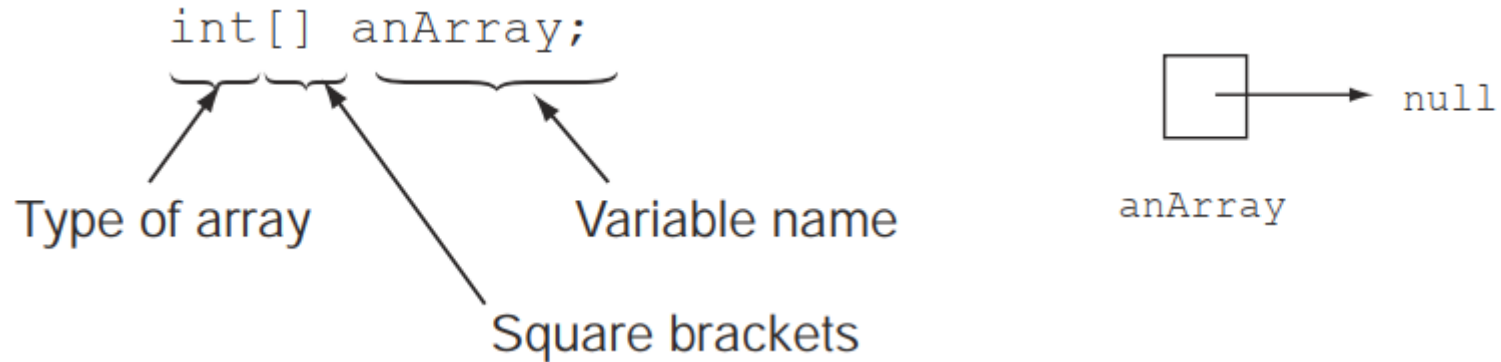 int[] anArray;
null
Type of array
Variable name
anArray
Square brackets